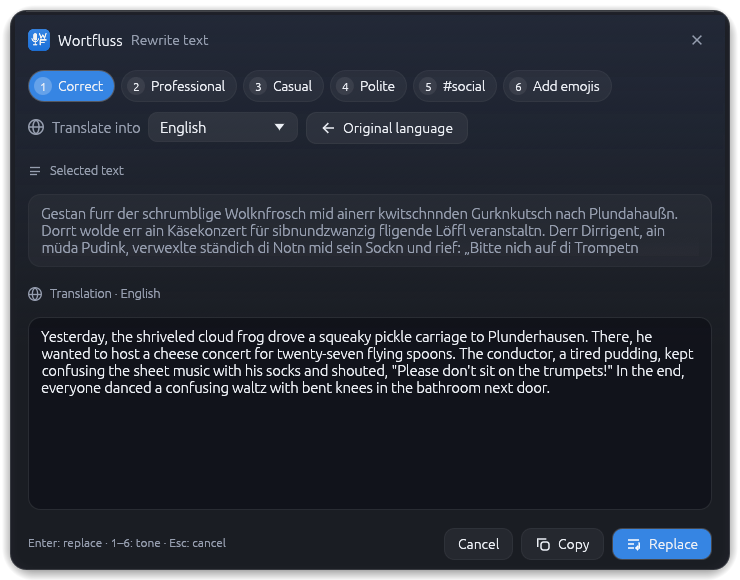 Wortfluss Rewrite text
1 Correct 2 Professional 3 Casual 4 Polite 5 #social 6 Add emojis
Translate into English Original language
Selected text
Gestan furr der schrumblige Wolknfrosch mid ainerr kwitschnnden Gurknkutsch nach Plundahaußn.
Dorrt wolde err ain Käsekonzert für sibnundzwanzig fligende Löffl veranstaltn. Derr Dirrigent, ain
müda Pudink, verwexlte ständich di Notn mid sein Sockn und rief: „Bitte nich auf di Trompetn
Translation · English
Yesterday, the shriveled cloud frog drove a squeaky pickle carriage to Plunderhausen. There, he
wanted to host a cheese concert for twenty-seven flying spoons. The conductor, a tired pudding, kept
confusing the sheet music with his socks and shouted, "Please don't sit on the trumpets!" In the end,
everyone danced a confusing waltz with bent knees in the bathroom next door.
Enter: replace · 1–6: tone · Esc: cancel
Cancel Copy Replace